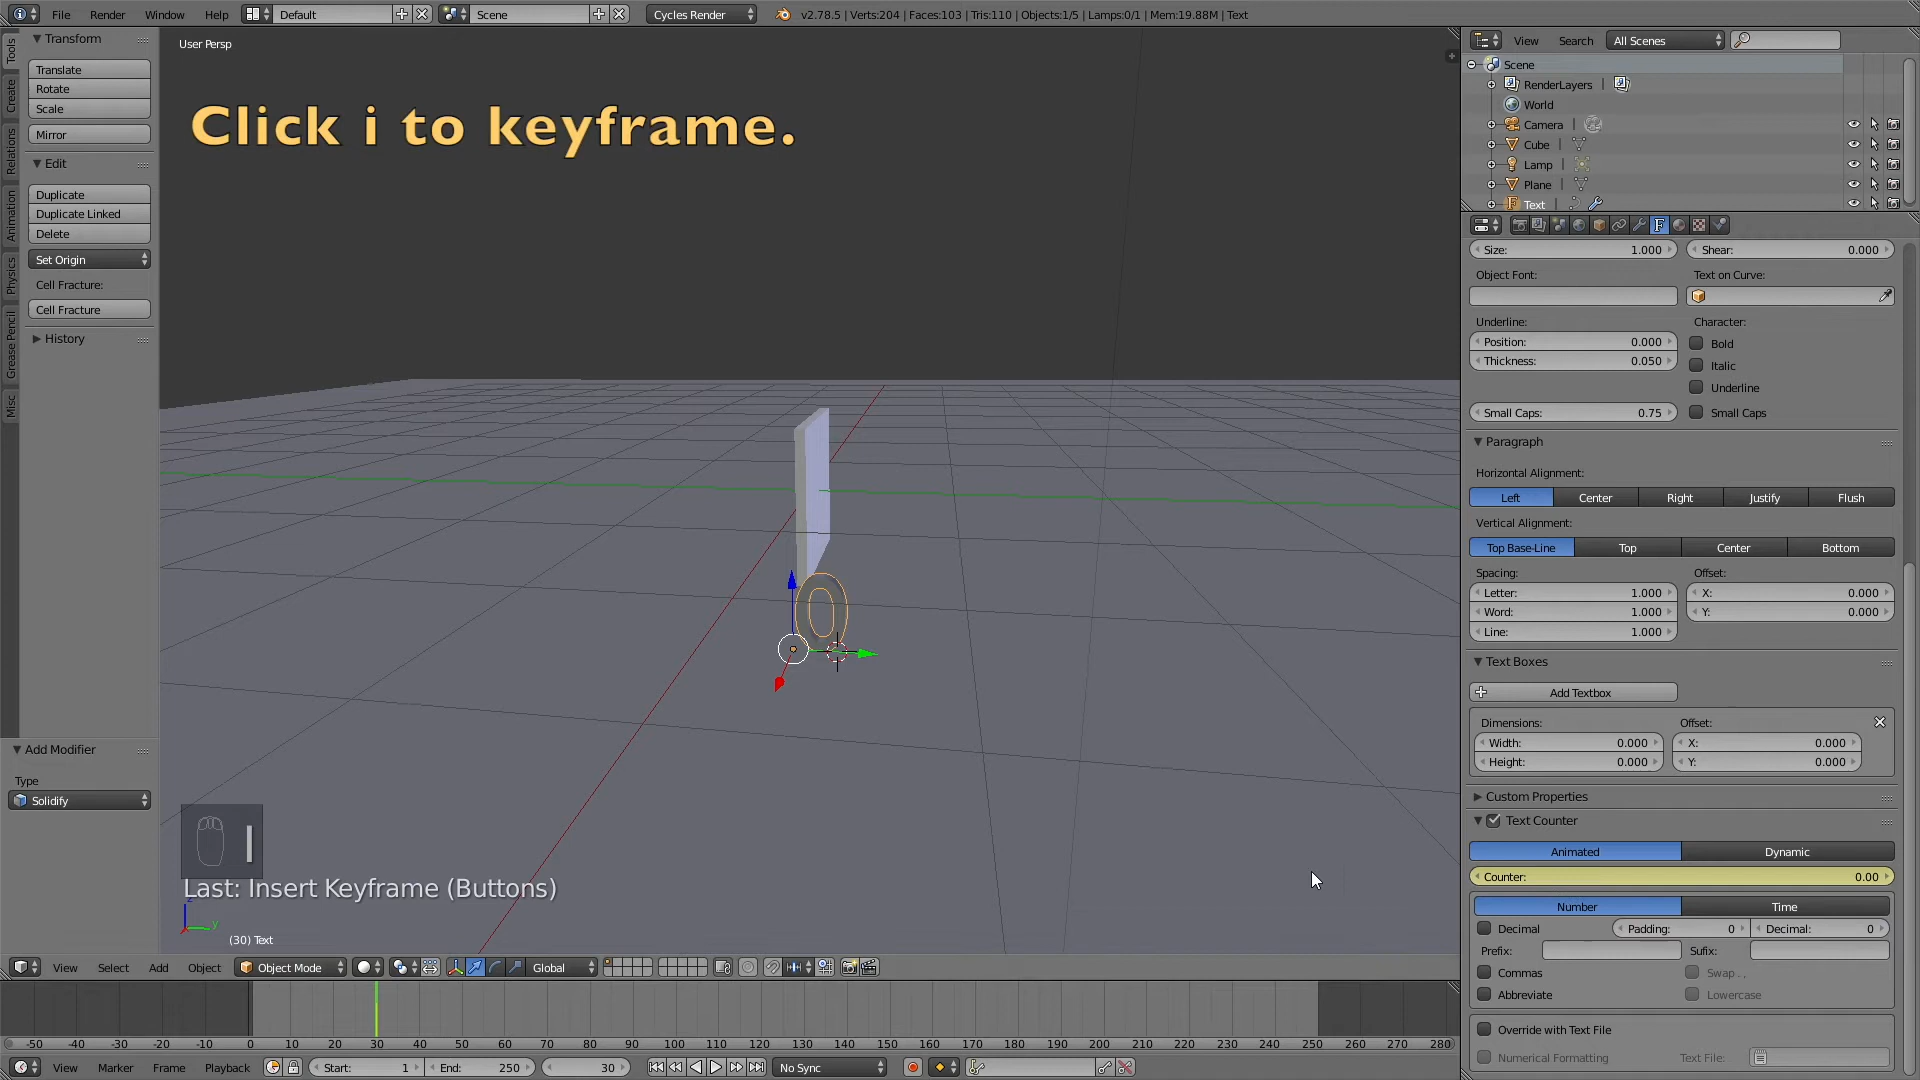 File Render Window Help Default Scene Cycles Render v2.78.5 | Verts:204 | Faces:103 | Tris:110 | Objects:1/5 | Lamps:0/1 | Mem:19.88M | Text
Tools
Create
Relations
Animation
Physics
Grease Pencil
Misc
Transform
Translate
Rotate
Scale
Mirror
Edit
Duplicate
Duplicate Linked
Delete
Set Origin
Cell Fracture:
Cell Fracture
History
Add Modifier
Type
Solidify
User Persp
Click i to keyframe.
0
I
Last: Insert Keyframe (Buttons)
z
y
(30) Text
View Select Add Object Object Mode Global
-50 -40 -30 -20 -10 0 10 20 30 40 50 60 70 80 90 100 110 120 130 140 150 160 170 180 190 200 210 220 230 240 250 260 270 280
View Marker Frame Playback Start: 1 End: 250 30 No Sync
View Search All Scenes
Scene
RenderLayers
World
Camera
Cube
Lamp
Plane
Text
Size: 1.000 Shear: 0.000
Object Font: Text on Curve:
Underline: Character:
Position: 0.000 Bold
Thickness: 0.050 Italic
Underline
Small Caps: 0.75 Small Caps
Paragraph
Horizontal Alignment:
Left Center Right Justify Flush
Vertical Alignment:
Top Base-Line Top Center Bottom
Spacing: Offset:
Letter: 1.000 X: 0.000
Word: 1.000 Y: 0.000
Line: 1.000
Text Boxes
Add Textbox
Dimensions: Offset:
Width: 0.000 X: 0.000
Height: 0.000 Y: 0.000
Custom Properties
Text Counter
Animated Dynamic
Counter: 0.00
Number Time
Decimal Padding: 0 Decimal: 0
Prefix: Sufix:
Commas Swap . ,
Abbreviate Lowercase
Override with Text File
Numerical Formatting Text File: